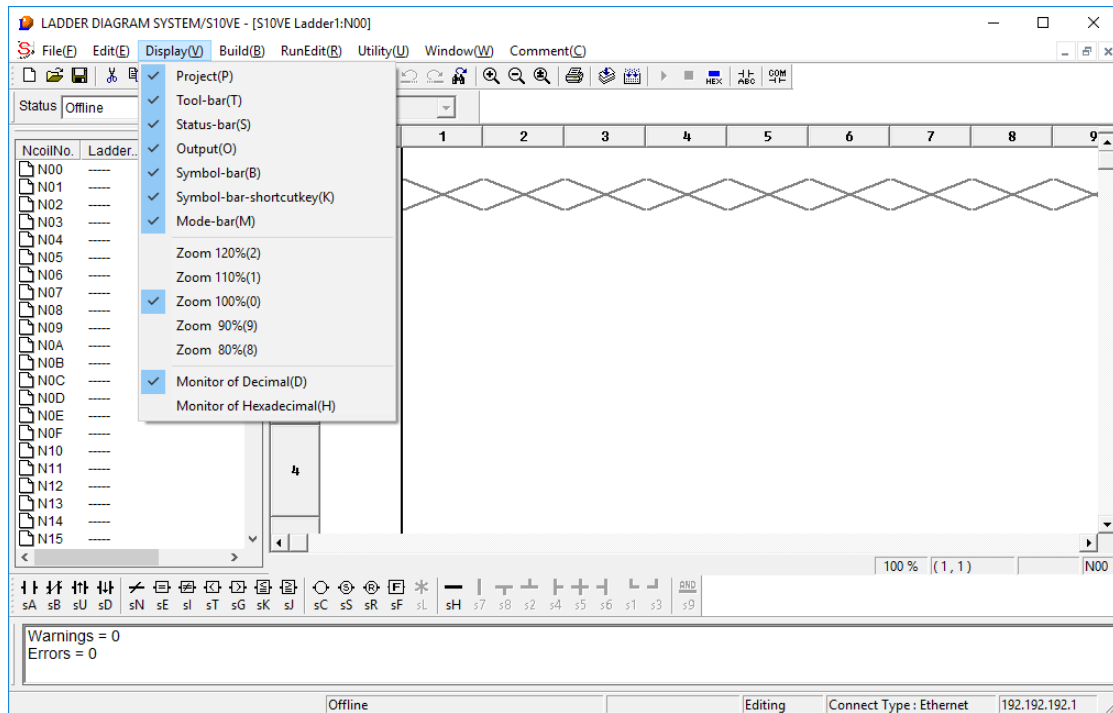 LADDER DIAGRAM SYSTEM/S10VE - [S10VE Ladder1:N00]
File(F) Edit(E) Display(V) Build(B) RunEdit(R) Utility(U) Window(W) Comment(C)
HEX ABC COM
Status Offline
Project(P)
Tool-bar(T)
Status-bar(S)
Output(O)
Symbol-bar(B)
Symbol-bar-shortcutkey(K)
Mode-bar(M)
Zoom 120%(2)
Zoom 110%(1)
Zoom 100%(0)
Zoom 90%(9)
Zoom 80%(8)
Monitor of Decimal(D)
Monitor of Hexadecimal(H)
1 2 3 4 5 6 7 8 9
NcoilNo. Ladder..
N00 -----
N01 -----
N02 -----
N03 -----
N04 -----
N05 -----
N06 -----
N07 -----
N08 -----
N09 -----
N0A -----
N0B -----
N0C -----
N0D -----
N0E -----
N0F -----
N10 -----
N11 -----
N12 -----
N13 -----
N14 -----
N15 -----
4
100 % (1,1) N00
S R F AND
sA sB sU sD sN sE sI sT sG sK sJ sC sS sR sF sL sH s7 s8 s2 s4 s5 s6 s1 s3 s9
Warnings = 0
Errors = 0
Offline Editing Connect Type : Ethernet 192.192.192.1